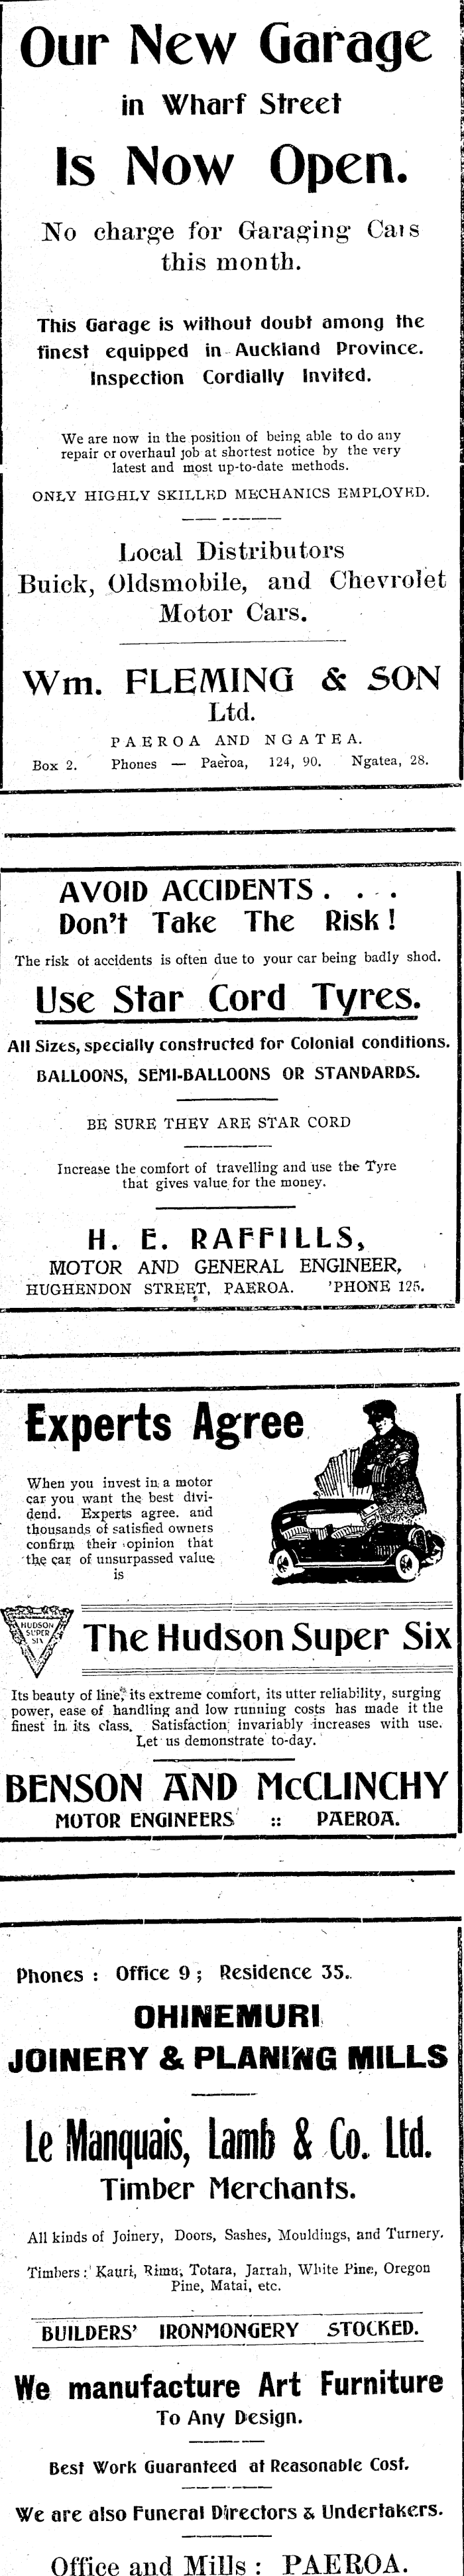 Our New Garage
in Wharf Street
Is Now Open.
No charge for Garaging Cars
this month.
This Garage is without doubt among the
finest equipped in Auckland Province.
Inspection Cordially Invited.
We are now in the position of being able to do any
repair or overhaul job at shortest notice by the very
latest and most up-to-date methods.
ONLY HIGHLY SKILLED MECHANICS EMPLOYED.
Local Distributors
Buick, Oldsmobile, and Chevrolet
Motor Cars.
Wm. FLEMING & SON
Ltd.
PAEROA AND NGATEA.
Box 2. Phones — Paeroa, 124, 90. Ngatea, 28.
AVOID ACCIDENTS . . .
Don't Take The Risk!
The risk of accidents is often due to your car being badly shod.
Use Star Cord Tyres.
All Sizes, specially constructed for Colonial conditions.
BALLOONS, SEMI-BALLOONS OR STANDARDS.
BE SURE THEY ARE STAR CORD
Increase the comfort of travelling and use the Tyre
that gives value for the money.
H. E. RAFFILLS,
MOTOR AND GENERAL ENGINEER,
HUGHENDON STREET, PAEROA. 'PHONE 125.
Experts Agree
When you invest in a motor
car you want the best divi-
dend. Experts agree. and
thousands of satisfied owners
confirm their opinion that
the car of unsurpassed value
is
HUDSON
SUPER
SIX
The Hudson Super Six
Its beauty of line, its extreme comfort, its utter reliability, surging
power, ease of handling and low running costs has made it the
finest in its class. Satisfaction invariably increases with use.
Let us demonstrate to-day.
BENSON AND McCLINCHY
MOTOR ENGINEERS :: PAEROA.
Phones : Office 9 ; Residence 35.
OHINEMURI
JOINERY & PLANING MILLS
Le Manquais, Lamb & Co. Ltd.
Timber Merchants.
All kinds of Joinery, Doors, Sashes, Mouldings, and Turnery.
Timbers : Kauri, Rimu, Totara, Jarrah, White Pine, Oregon
Pine, Matai, etc.
BUILDERS' IRONMONGERY STOCKED.
We manufacture Art Furniture
To Any Design.
Best Work Guaranteed at Reasonable Cost.
We are also Funeral Directors & Undertakers.
Office and Mills : PAEROA.